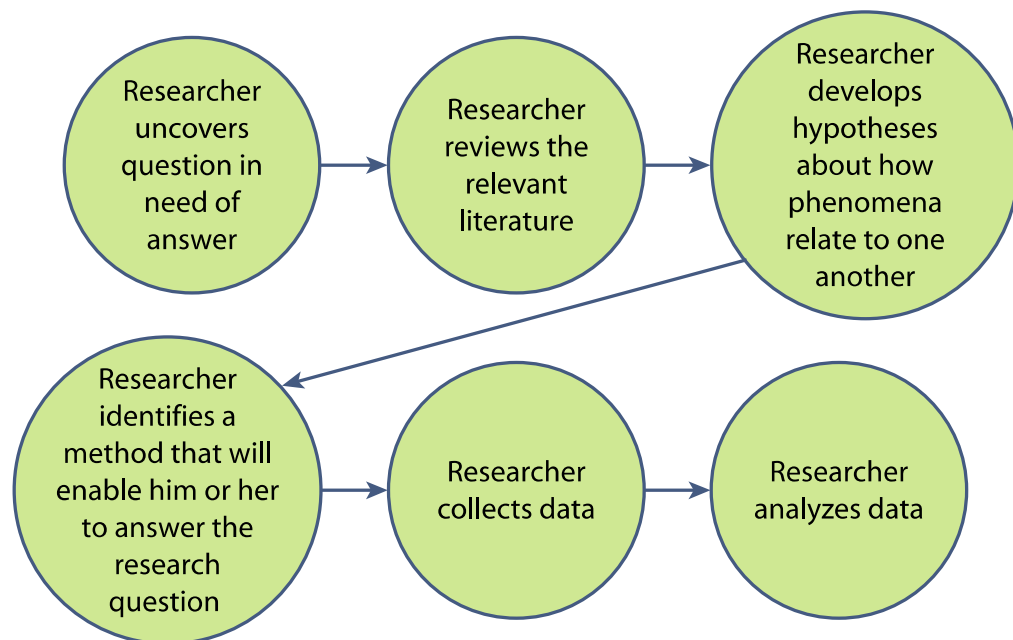 Researcher
uncovers
question in
need of
answer
Researcher
reviews the
relevant
literature
Researcher
develops
hypotheses
about how
phenomena
relate to one
another
Researcher
identifies a
method that will
enable him or her
to answer the
research
question
Researcher
collects data
Researcher
analyzes data